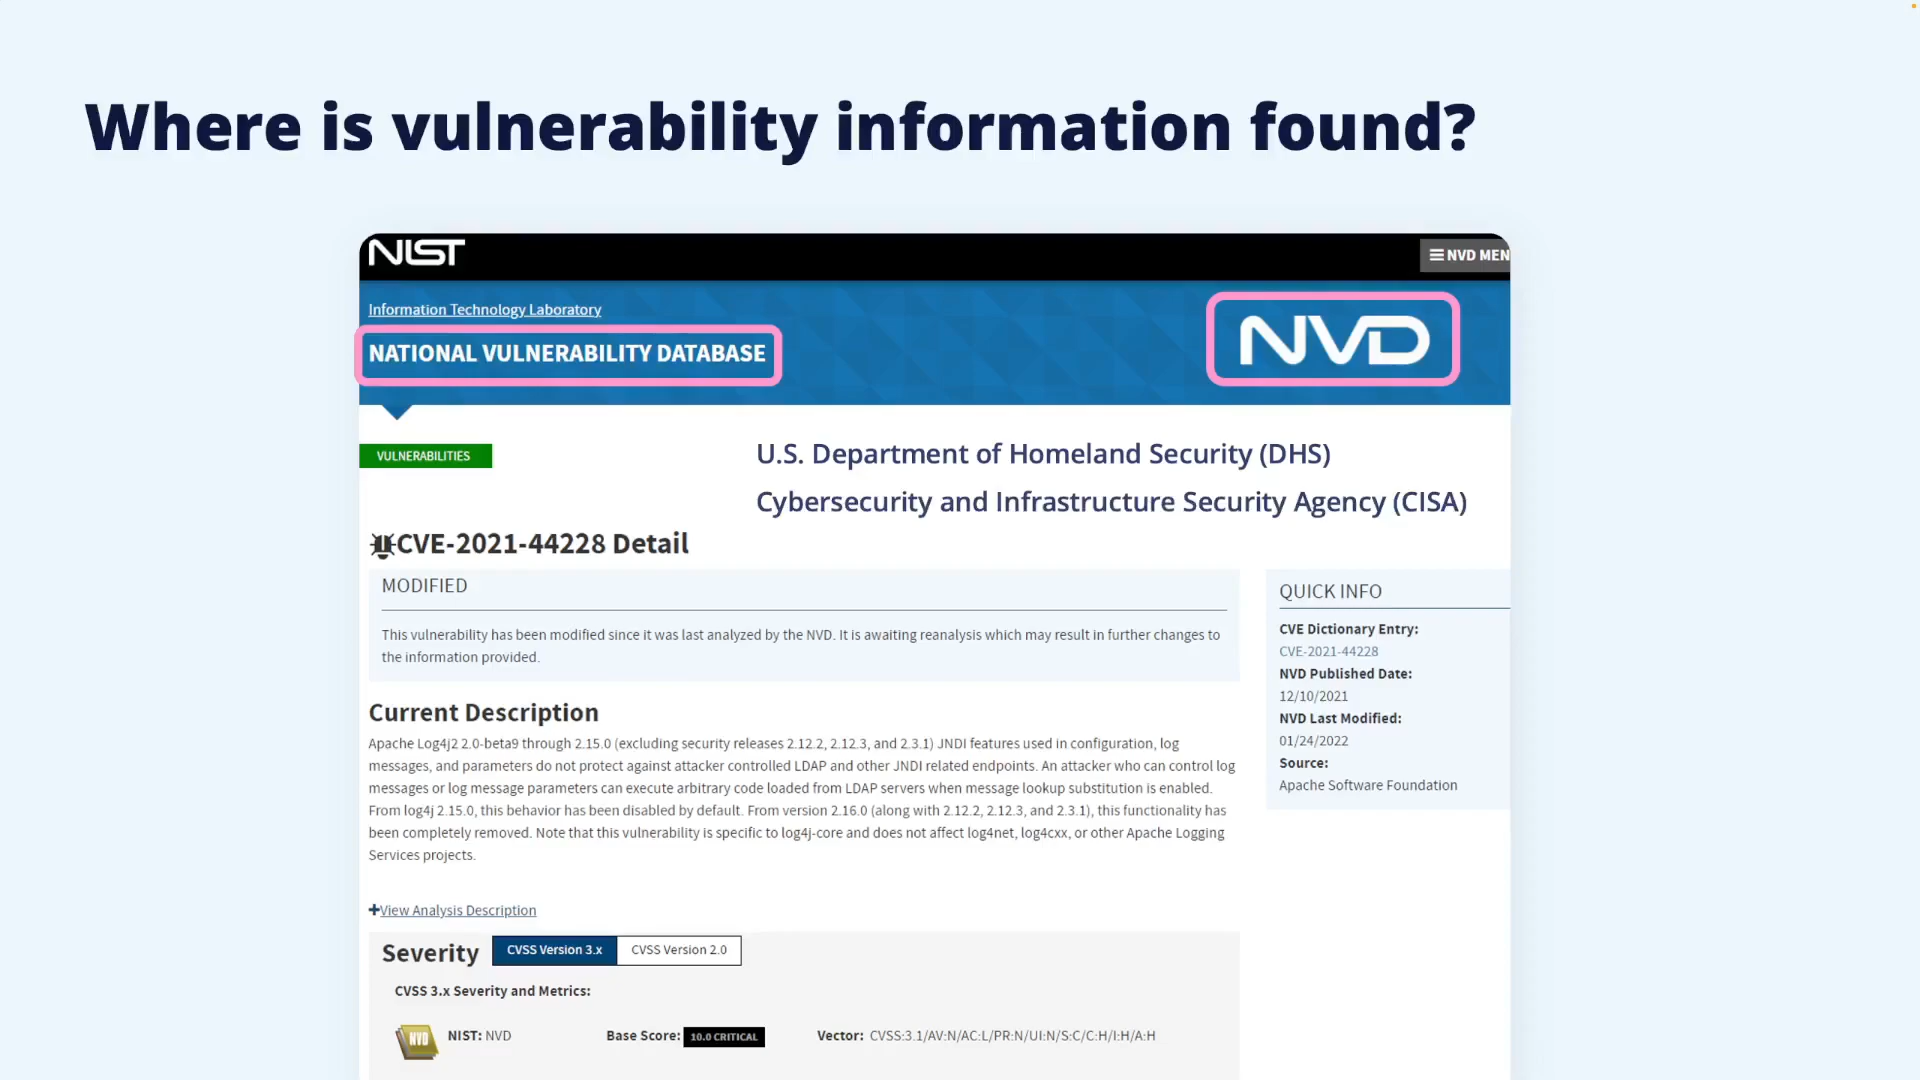 Where is vulnerability information found?
NIST
NVD MEN
Information Technology Laboratory
NATIONAL VULNERABILITY DATABASE
NVD
VULNERABILITIES
U.S. Department of Homeland Security (DHS)
Cybersecurity and Infrastructure Security Agency (CISA)
CVE-2021-44228 Detail
MODIFIED
This vulnerability has been modified since it was last analyzed by the NVD. It is awaiting reanalysis which may result in further changes to
the information provided.
Current Description
Apache Log4j2 2.0-beta9 through 2.15.0 (excluding security releases 2.12.2, 2.12.3, and 2.3.1) JNDI features used in configuration, log
messages, and parameters do not protect against attacker controlled LDAP and other JNDI related endpoints. An attacker who can control log
messages or log message parameters can execute arbitrary code loaded from LDAP servers when message lookup substitution is enabled.
From log4j 2.15.0, this behavior has been disabled by default. From version 2.16.0 (along with 2.12.2, 2.12.3, and 2.3.1), this functionality has
been completely removed. Note that this vulnerability is specific to log4j-core and does not affect log4net, log4cxx, or other Apache Logging
Services projects.
View Analysis Description
Severity
CVSS Version 3.x
CVSS Version 2.0
CVSS 3.x Severity and Metrics:
NVD
NIST: NVD
Base Score: 10.0 CRITICAL
Vector: CVSS:3.1/AV:N/AC:L/PR:N/UI:N/S:C/C:H/I:H/A:H
QUICK INFO
CVE Dictionary Entry:
CVE-2021-44228
NVD Published Date:
12/10/2021
NVD Last Modified:
01/24/2022
Source:
Apache Software Foundation